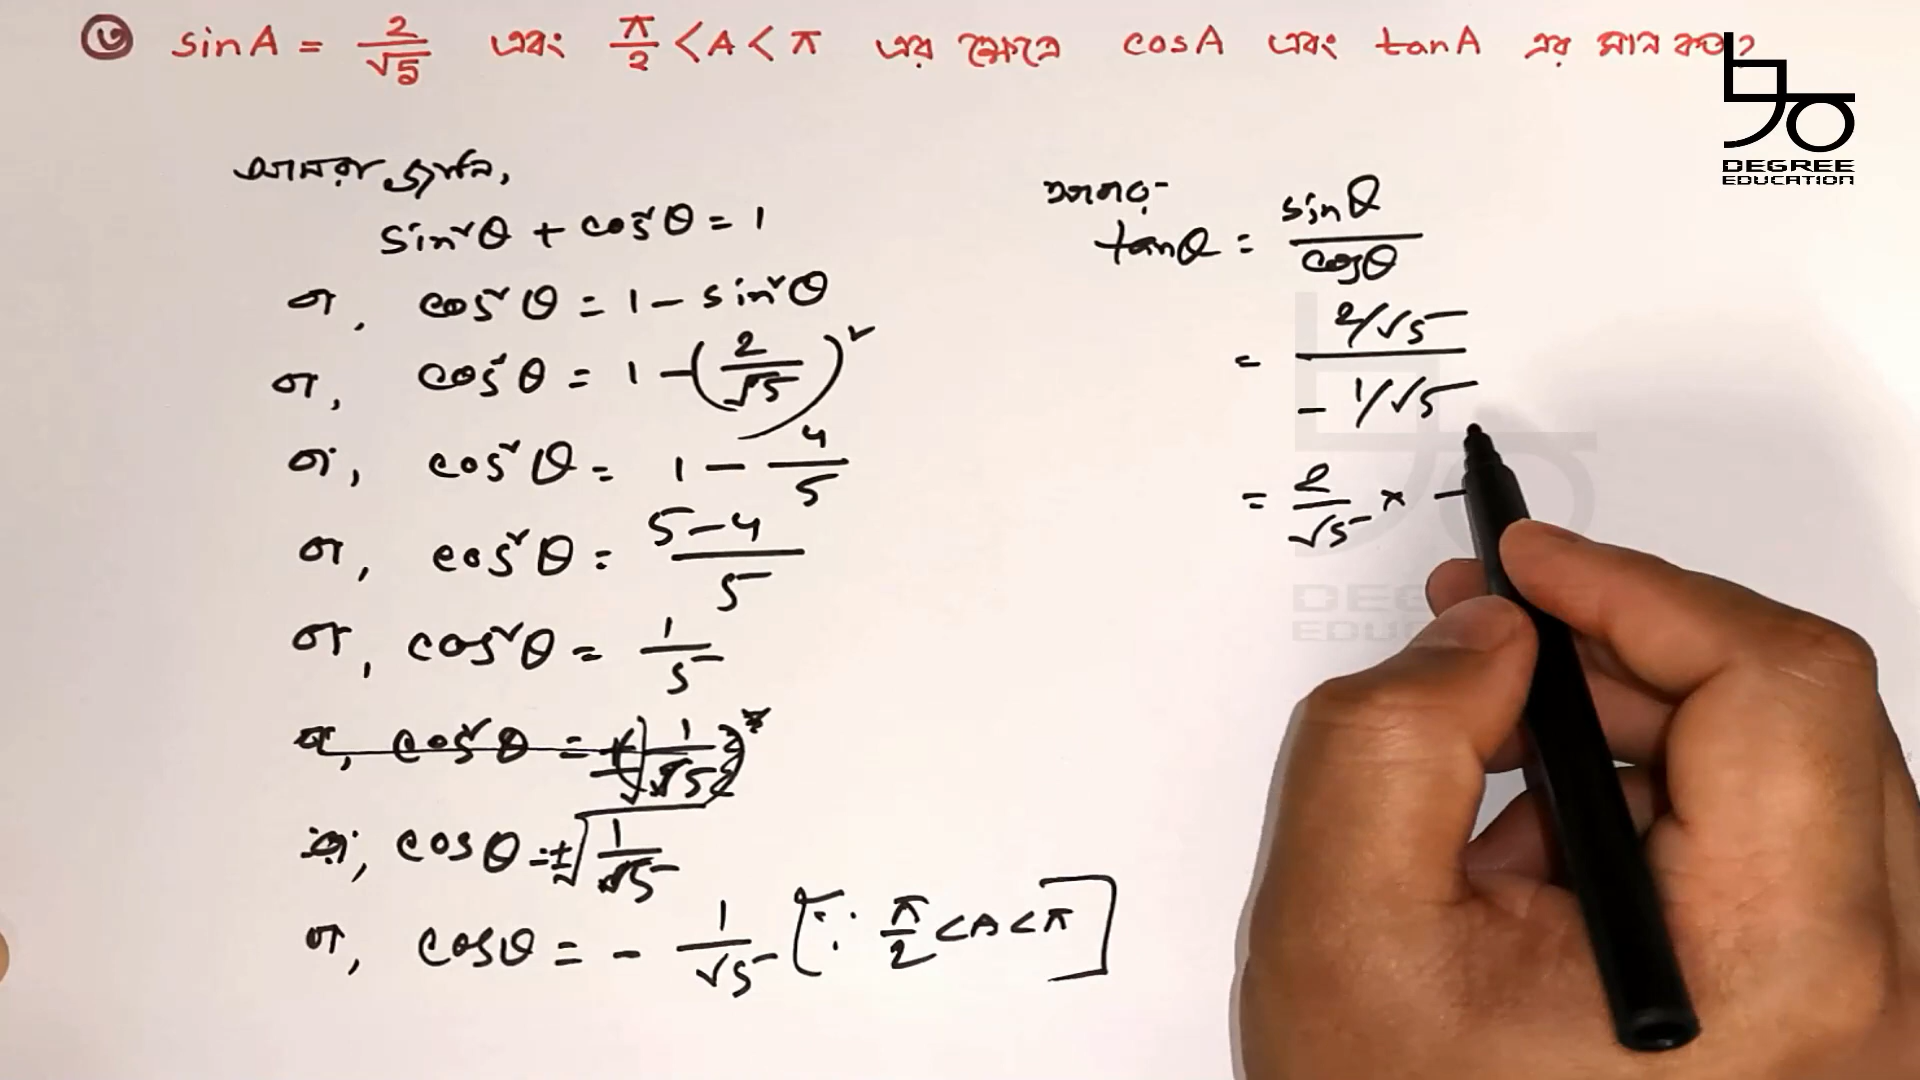 ৩ sinA = 2/√5 এবং π/2 < A < π এর ক্ষেত্রে cosA এবং tanA এর মান কত?
DEGREE
EDUCATION
আমরা জানি,
sin²θ + cos²θ = 1
বা, cos²θ = 1 - sin²θ
বা, cos²θ = 1 - (2/√5)²
বা, cos²θ = 1 - 4/5
বা, cos²θ = (5-4)/5
বা, cos²θ = 1/5
বা, cosθ = ±√(1/5)
বা, cosθ = - 1/√5 [∵ π/2 < A < π]
আবার,
tanθ = sinθ/cosθ
= (2/√5)/(- 1/√5)
= 2/√5 × -